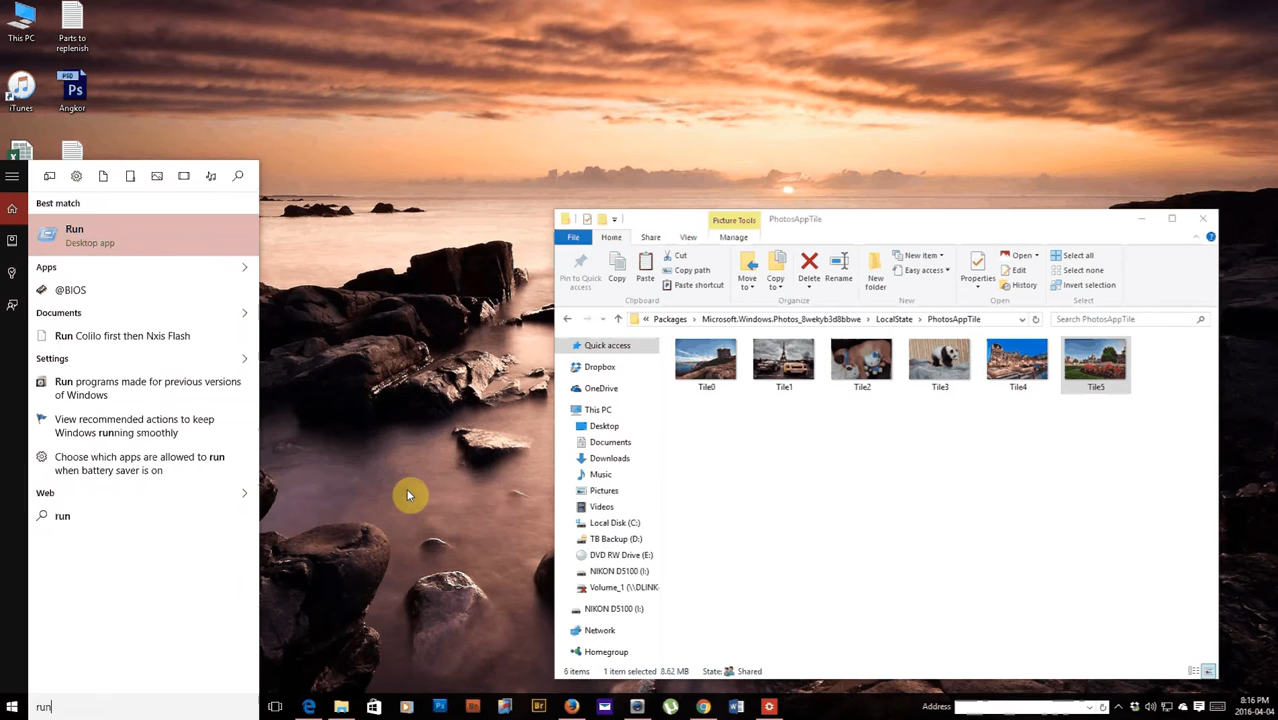 This PC
Parts to
replenish
iTunes
Angkor
Best match
Run
Desktop app
Apps
@BIOS
Documents
Run Colilo first then Nxis Flash
Settings
Run programs made for previous versions
of Windows
View recommended actions to keep
Windows running smoothly
Choose which apps are allowed to run
when battery saver is on
Web
run
run
Picture Tools
PhotosAppTile
File
Home
Share
View
Manage
Pin to Quick
access
Copy
Paste
Cut
Copy path
Paste shortcut
Clipboard
Move
to
Copy
to
Delete
Rename
Organize
New
folder
New item
Easy access
New
Properties
Open
Edit
History
Open
Select all
Select none
Invert selection
Select
« Packages > Microsoft.Windows.Photos_8wekyb3d8bbwe > LocalState > PhotosAppTile
Search PhotosAppTile
Quick access
Dropbox
OneDrive
This PC
Desktop
Documents
Downloads
Music
Pictures
Videos
Local Disk (C:)
TB Backup (D:)
DVD RW Drive (E:)
NIKON D5100 (I:)
Volume_1 (\\DLINK-
NIKON D5100 (I:)
Network
Homegroup
Tile0
Tile1
Tile2
Tile3
Tile4
Tile5
6 items
1 item selected 8.62 MB
State:
Shared
Address
8:16 PM
2016-04-04
PSD
Ps
Ps
Br